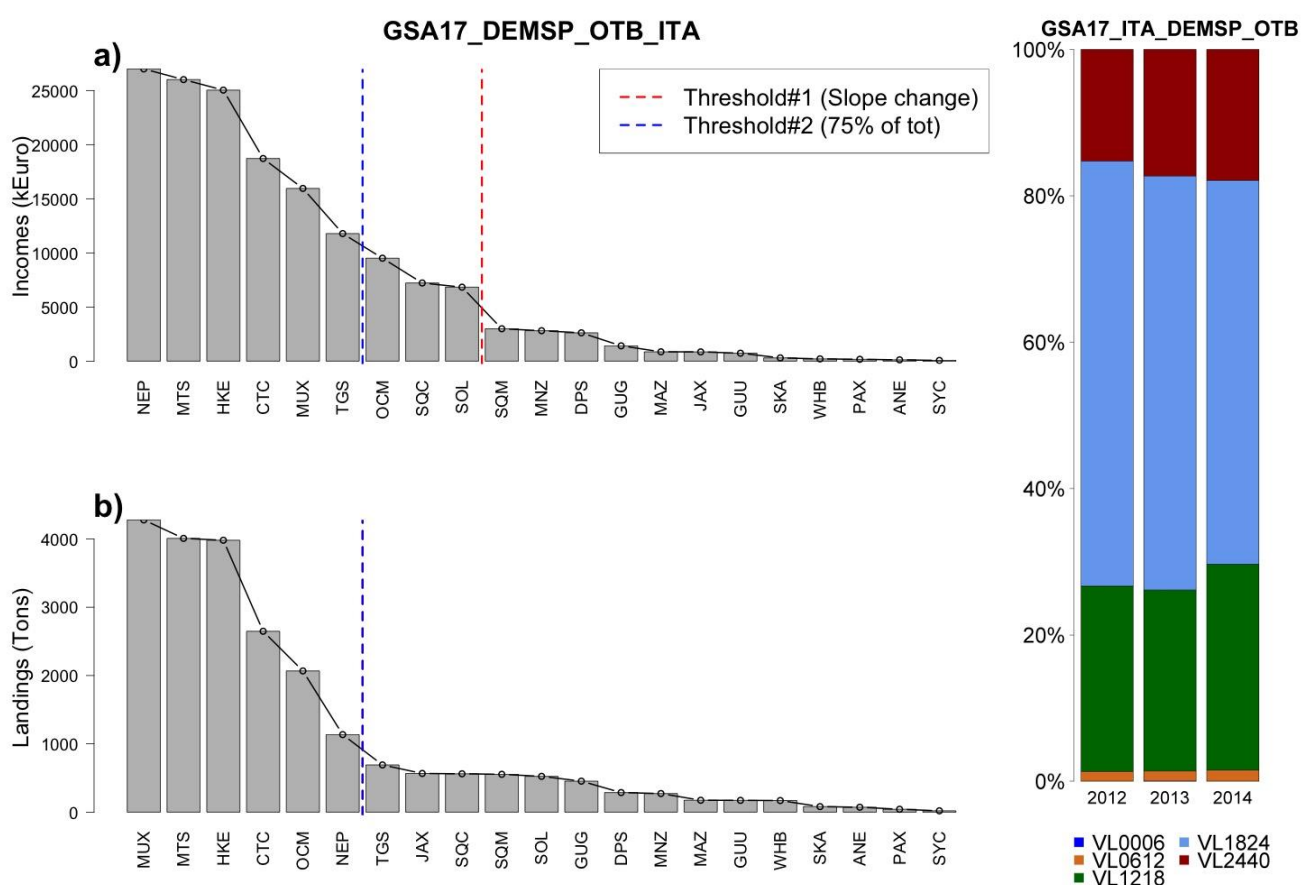 GSA17_DEMSP_OTB_ITA
a)
Incomes (kEuro)
25000
20000
15000
10000
5000
0
Threshold#1 (Slope change)
Threshold#2 (75% of tot)
NEP MTS HKE CTC MUX TGS OCM SQC SOL SQM MNZ DPS GUG MAZ JAX GUU SKA WHB PAX ANE SYC
b)
Landings (Tons)
4000
3000
2000
1000
0
MUX MTS HKE CTC OCM NEP TGS JAX SQC SQM SOL GUG DPS MNZ MAZ GUU WHB SKA ANE PAX SYC
GSA17_ITA_DEMSP_OTB
100%
80%
60%
40%
20%
0%
2012 2013 2014
VL0006 VL1824
VL0612 VL2440
VL1218